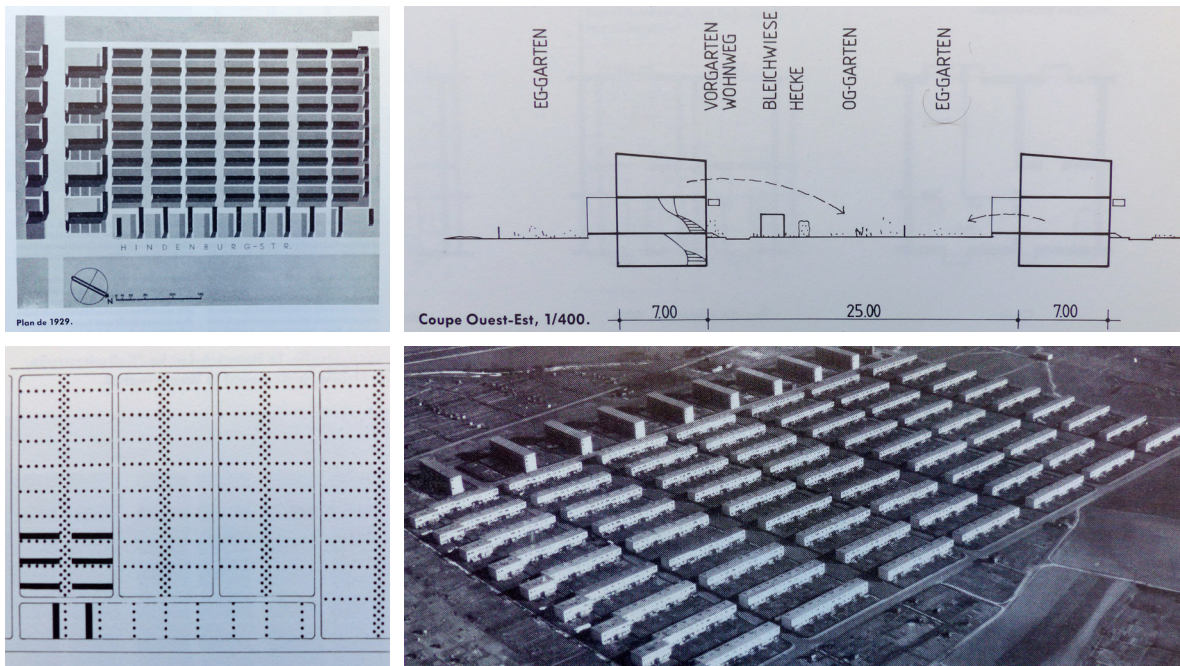 HINDENBURG-STR.
N
Plan de 1929.
EG-GARTEN
VORGARTEN
WOHNWEG
BLEICHWIESE
HECKE
OG-GARTEN
EG-GARTEN
Coupe Ouest-Est, 1/400.
7.00
25.00
7.00